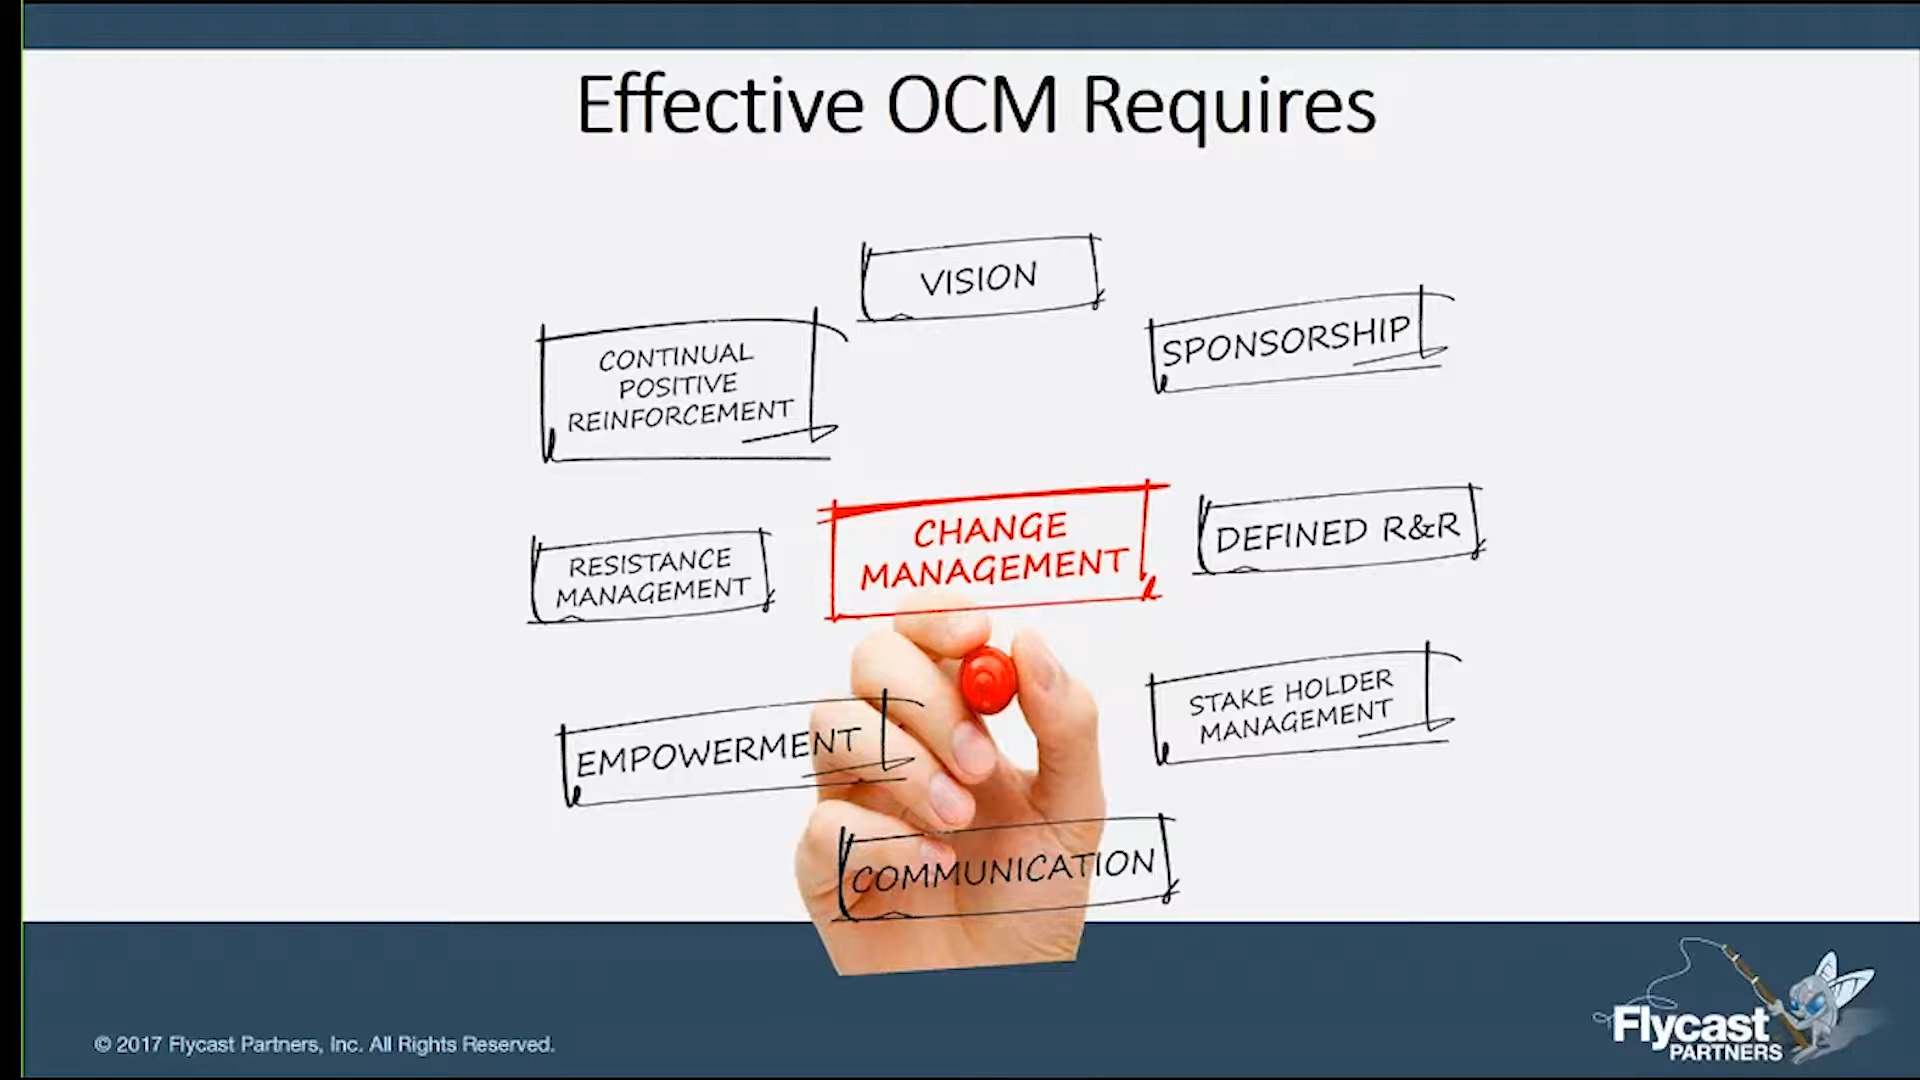 Effective OCM Requires
VISION
SPONSORSHIP
CONTINUAL
POSITIVE
REINFORCEMENT
CHANGE
MANAGEMENT
DEFINED R&R
RESISTANCE
MANAGEMENT
STAKE HOLDER
MANAGEMENT
EMPOWERMENT
COMMUNICATION
© 2017 Flycast Partners, Inc. All Rights Reserved.
Flycast
PARTNERS